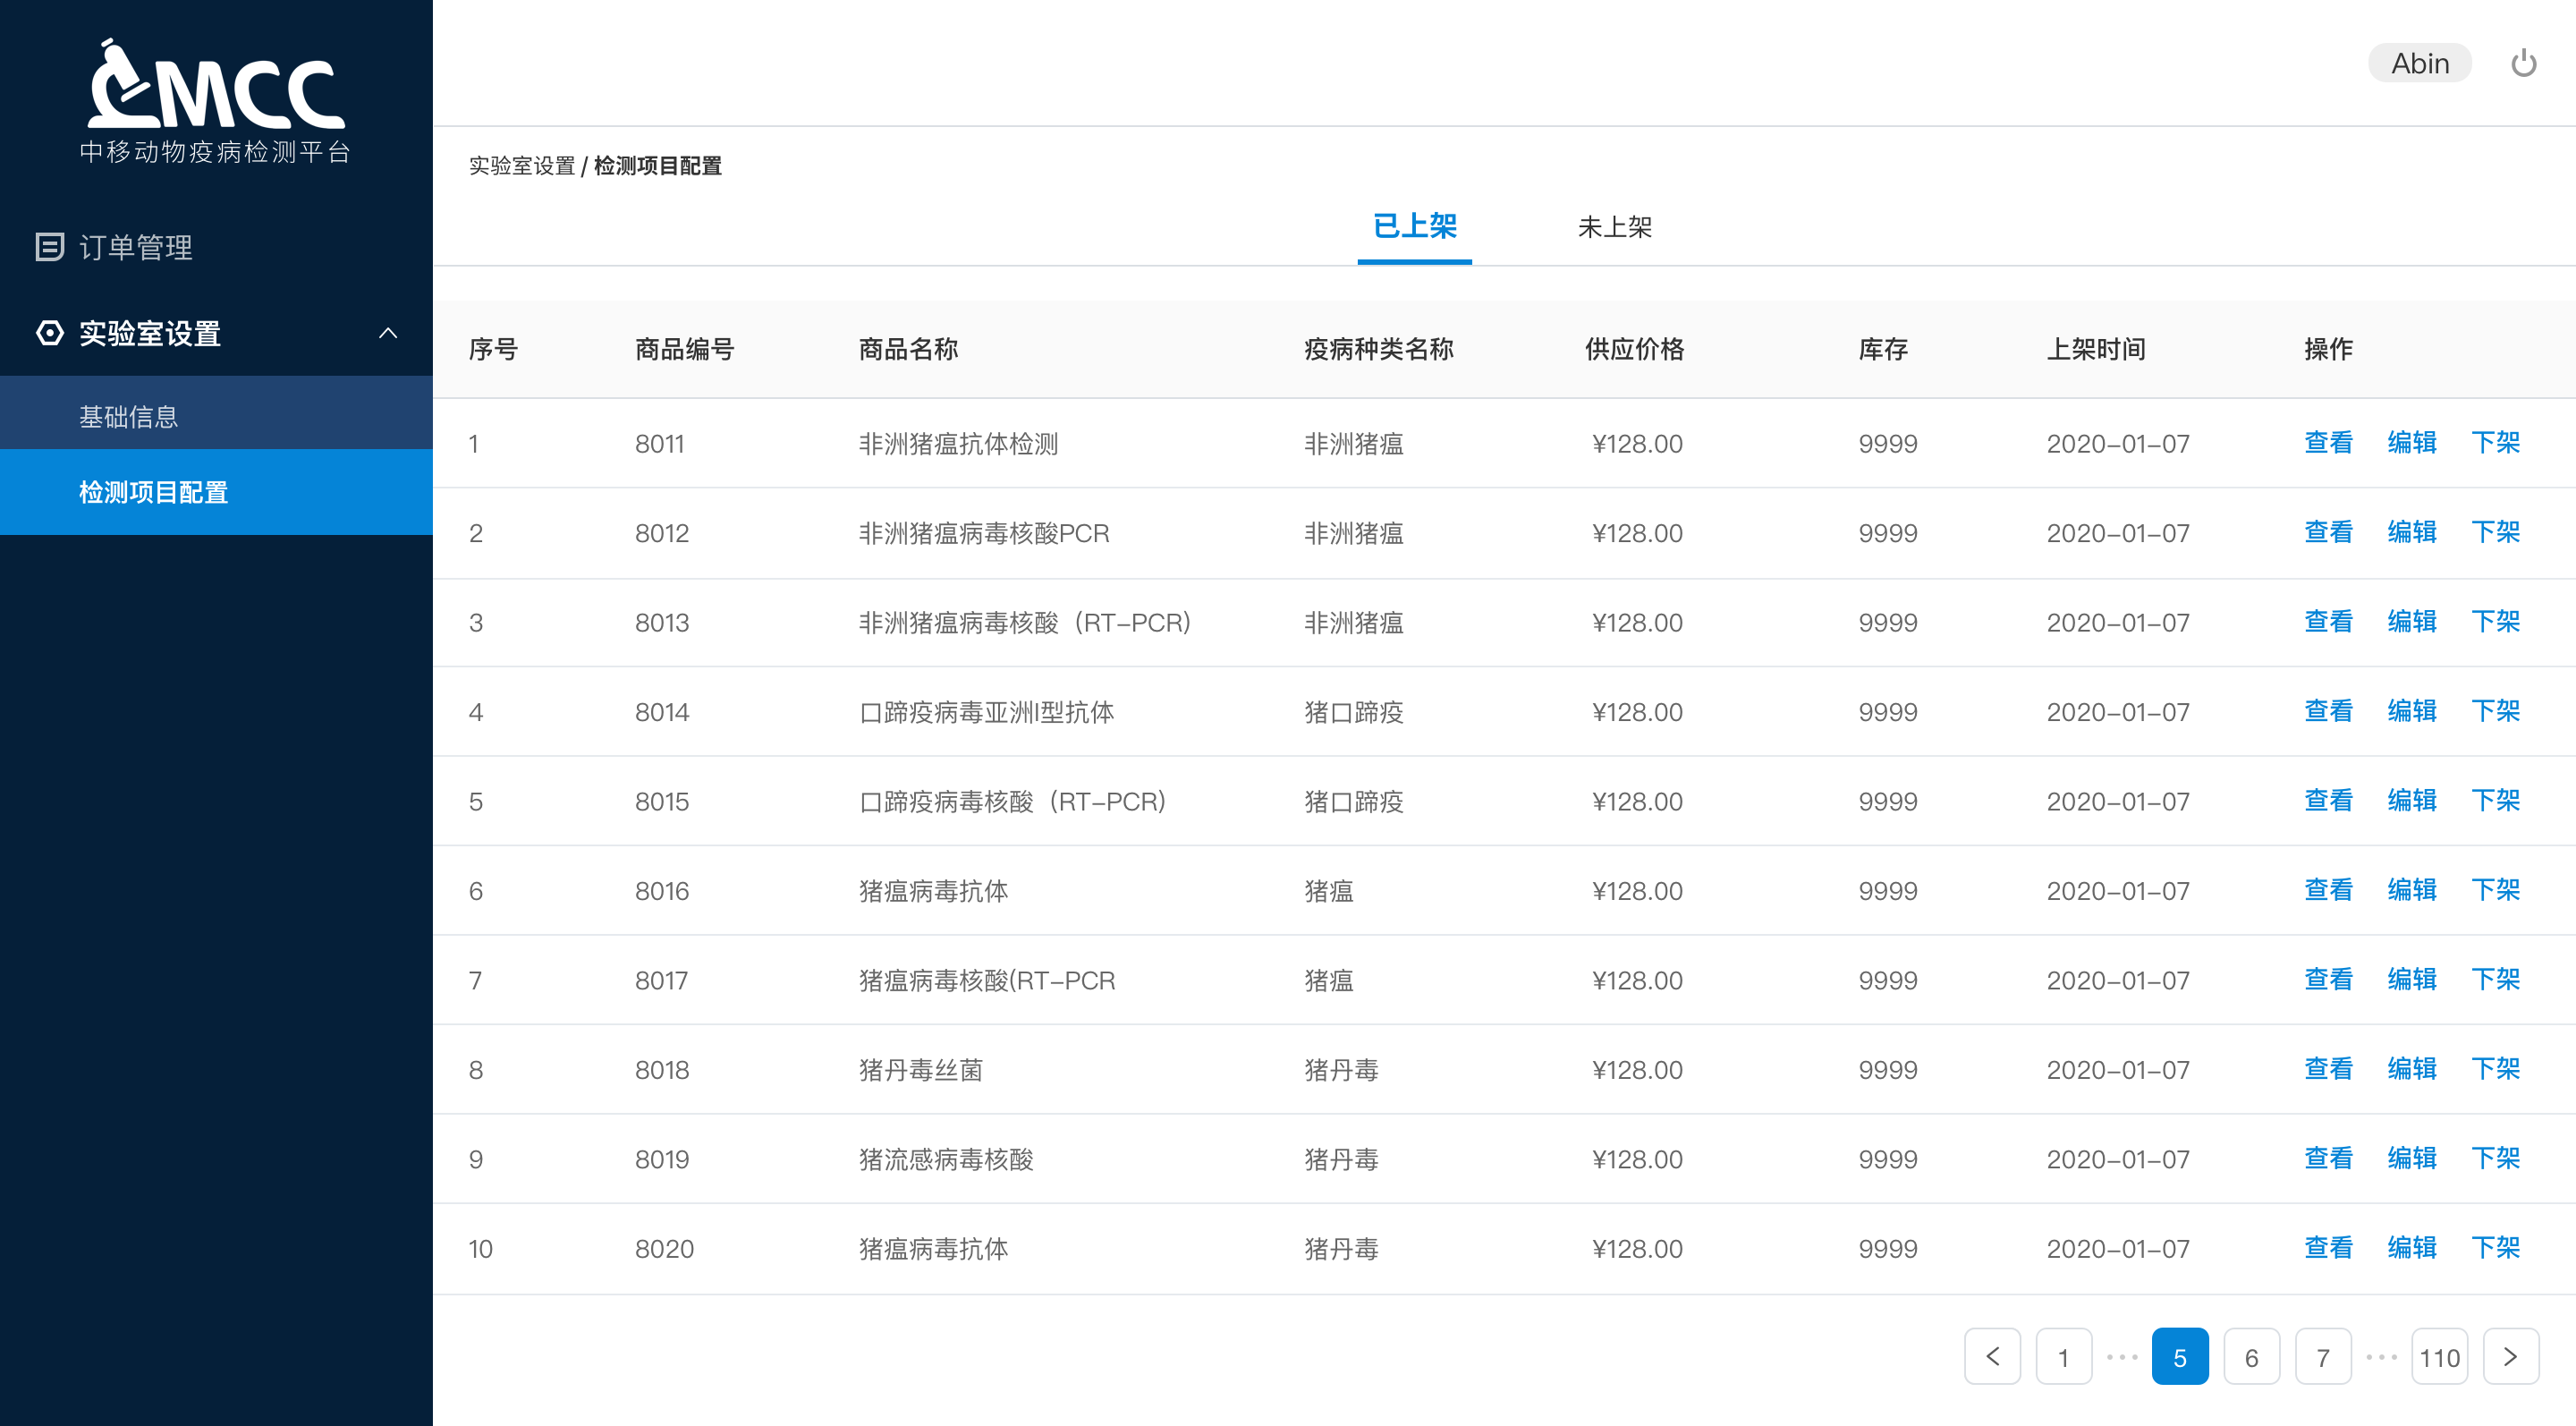 MCC
中移动物疫病检测平台
订单管理
实验室设置
基础信息
检测项目配置
Abin
实验室设置 / 检测项目配置
已上架 未上架
序号 商品编号 商品名称 疫病种类名称 供应价格 库存 上架时间 操作
1 8011 非洲猪瘟抗体检测 非洲猪瘟 ¥128.00 9999 2020-01-07 查看 编辑 下架
2 8012 非洲猪瘟病毒核酸PCR 非洲猪瘟 ¥128.00 9999 2020-01-07 查看 编辑 下架
3 8013 非洲猪瘟病毒核酸（RT-PCR） 非洲猪瘟 ¥128.00 9999 2020-01-07 查看 编辑 下架
4 8014 口蹄疫病毒亚洲I型抗体 猪口蹄疫 ¥128.00 9999 2020-01-07 查看 编辑 下架
5 8015 口蹄疫病毒核酸（RT-PCR） 猪口蹄疫 ¥128.00 9999 2020-01-07 查看 编辑 下架
6 8016 猪瘟病毒抗体 猪瘟 ¥128.00 9999 2020-01-07 查看 编辑 下架
7 8017 猪瘟病毒核酸(RT-PCR 猪瘟 ¥128.00 9999 2020-01-07 查看 编辑 下架
8 8018 猪丹毒丝菌 猪丹毒 ¥128.00 9999 2020-01-07 查看 编辑 下架
9 8019 猪流感病毒核酸 猪丹毒 ¥128.00 9999 2020-01-07 查看 编辑 下架
10 8020 猪瘟病毒抗体 猪丹毒 ¥128.00 9999 2020-01-07 查看 编辑 下架
< 1 ··· 5 6 7 ··· 110 >